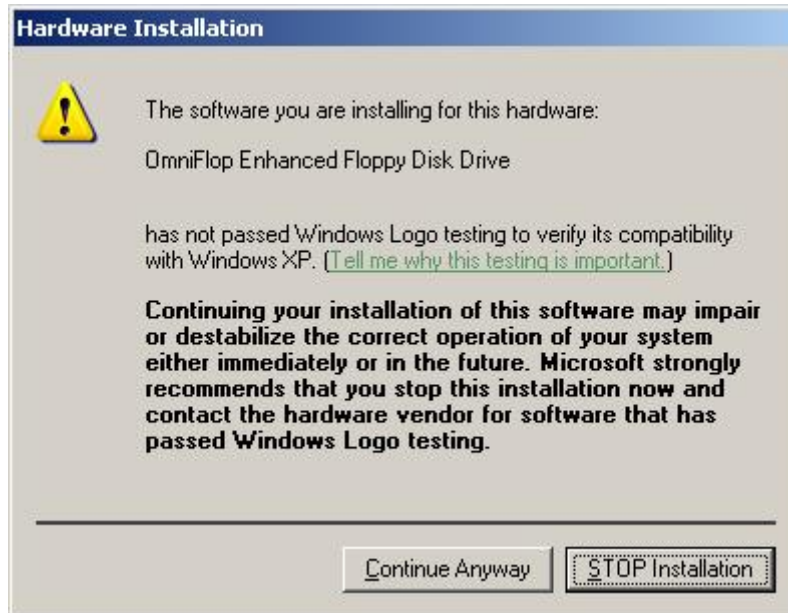 Hardware Installation
The software you are installing for this hardware:
OmniFlop Enhanced Floppy Disk Drive
has not passed Windows Logo testing to verify its compatibility
with Windows XP. (Tell me why this testing is important.)
Continuing your installation of this software may impair
or destabilize the correct operation of your system
either immediately or in the future. Microsoft strongly
recommends that you stop this installation now and
contact the hardware vendor for software that has
passed Windows Logo testing.
Continue Anyway STOP Installation